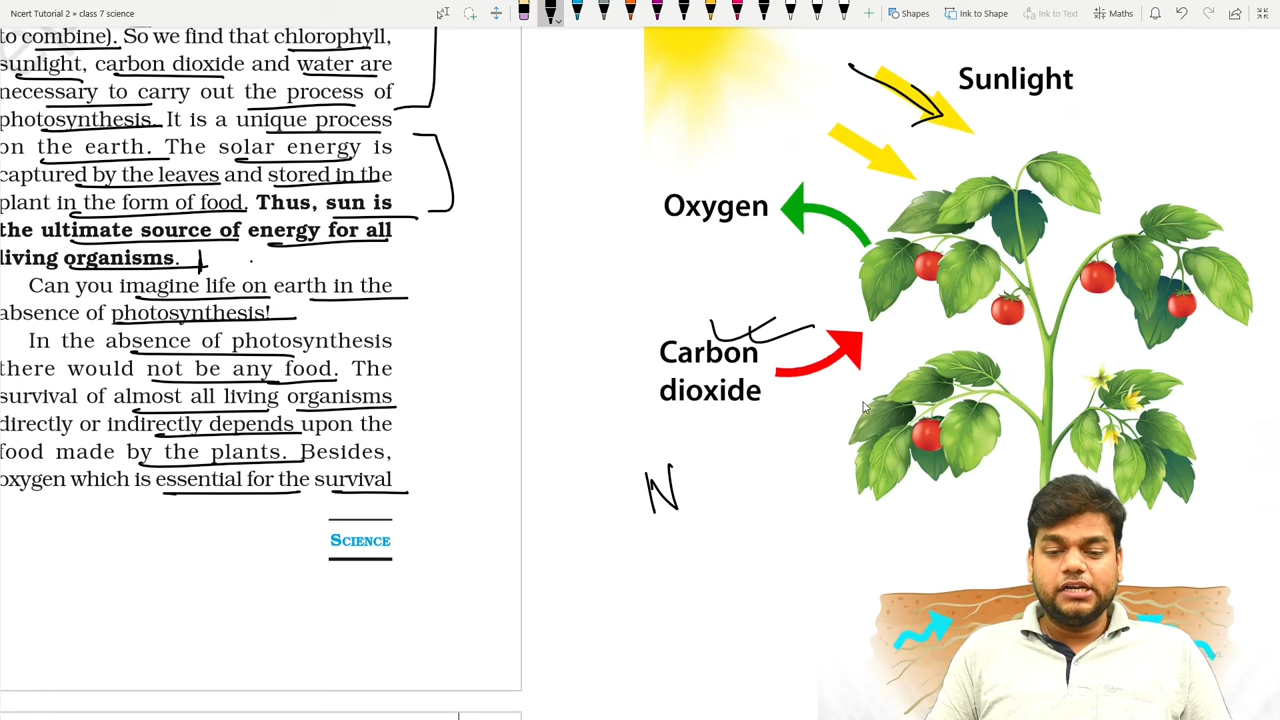 Ncert Tutorial 2 » class 7 science
Shapes
Ink to Shape
Ink to Text
Maths
to combine). So we find that chlorophyll,
sunlight, carbon dioxide and water are
necessary to carry out the process of
photosynthesis. It is a unique process
on the earth. The solar energy is
captured by the leaves and stored in the
plant in the form of food. Thus, sun is
the ultimate source of energy for all
living organisms.
Can you imagine life on earth in the
absence of photosynthesis!
In the absence of photosynthesis
there would not be any food. The
survival of almost all living organisms
directly or indirectly depends upon the
food made by the plants. Besides,
oxygen which is essential for the survival
SCIENCE
Sunlight
Oxygen
Carbon
dioxide
N